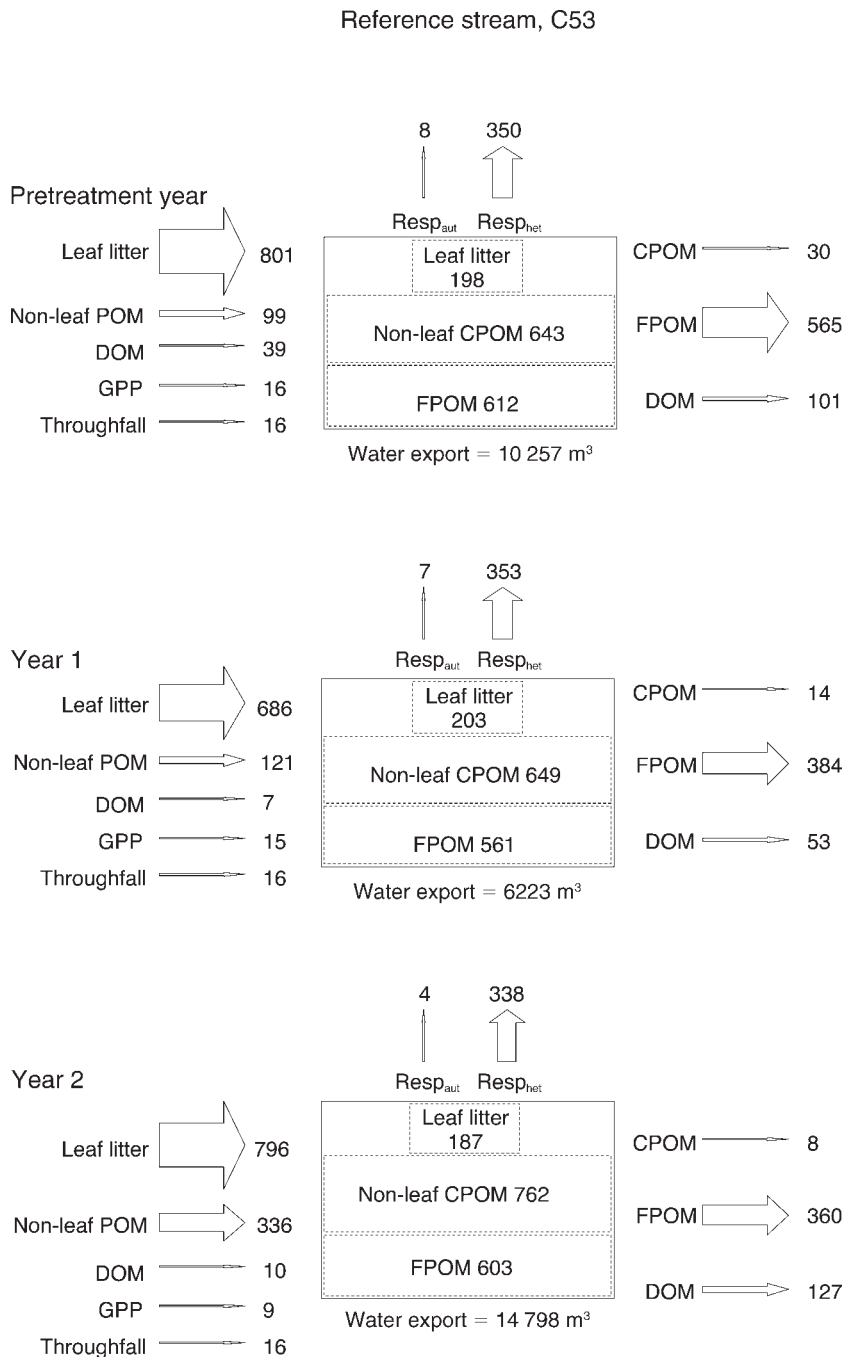 Reference stream, C53
8 350
Pretreatment year
Resp_aut Resp_het
Leaf litter 801
Leaf litter
198
CPOM 30
Non-leaf POM 99
Non-leaf CPOM 643
FPOM 565
DOM 39
GPP 16
FPOM 612
DOM 101
Throughfall 16
Water export = 10 257 m³
7 353
Year 1
Resp_aut Resp_het
Leaf litter 686
Leaf litter
203
CPOM 14
Non-leaf POM 121
Non-leaf CPOM 649
FPOM 384
DOM 7
GPP 15
FPOM 561
DOM 53
Throughfall 16
Water export = 6223 m³
4 338
Year 2
Resp_aut Resp_het
Leaf litter 796
Leaf litter
187
CPOM 8
Non-leaf POM 336
Non-leaf CPOM 762
FPOM 360
DOM 10
FPOM 603
GPP 9
DOM 127
Throughfall 16
Water export = 14 798 m³